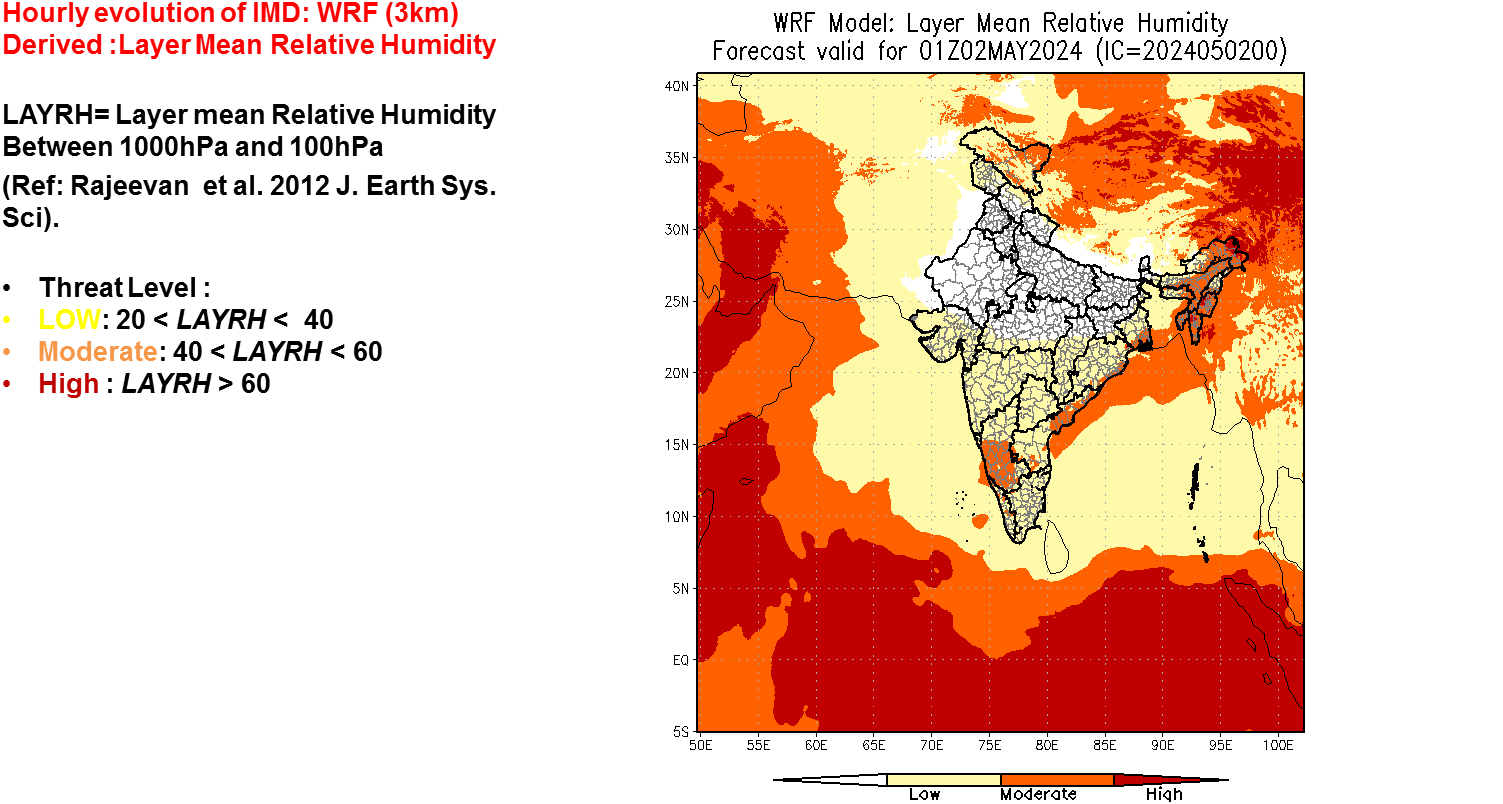 Hourly evolution of IMD: WRF (3km)
Derived :Layer Mean Relative Humidity
LAYRH= Layer mean Relative Humidity
Between 1000hPa and 100hPa
(Ref: Rajeevan et al. 2012 J. Earth Sys.
Sci).
• Threat Level :
• LOW: 20 < LAYRH < 40
• Moderate: 40 < LAYRH < 60
• High : LAYRH > 60
WRF Model: Layer Mean Relative Humidity
Forecast valid for 01Z02MAY2024 (IC=2024050200)
40N
35N
30N
25N
20N
15N
10N
5N
EQ
5S
50E 55E 60E 65E 70E 75E 80E 85E 90E 95E 100E
Low Moderate High